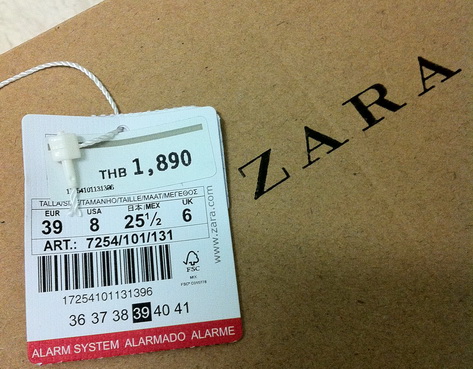 ZARA
THB 1,890
17254101131396
TALLA/SIZE/TAMANHO/TAILLE/MAAT/ΜΕΓΕΘΟΣ
EUR USA 日本/MEX UK
39 8 25½ 6
ART.: 7254/101/131
www.zara.com
FSC
MIX
17254101131396
36 37 38 39 40 41
ALARM SYSTEM ALARMADO ALARME